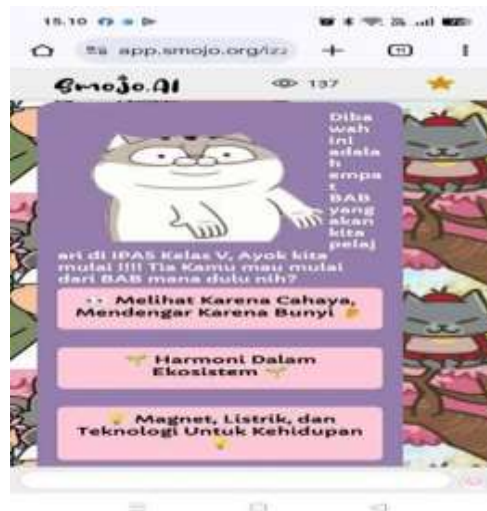 15.10
app.smojo.org/iza
Smojo.AI
137
Diba
wah
ini
adala
h
empa
t
BAB
yang
akan
kita
pelaj
ari di IPAS Kelas V, Ayok kita
mulai !!!! Tia Kamu mau mulai
dari BAB mana dulu nih?
Melihat Karena Cahaya,
Mendengar Karena Bunyi
Harmoni Dalam
Ekosistem
Magnet, Listrik, dan
Teknologi Untuk Kehidupan